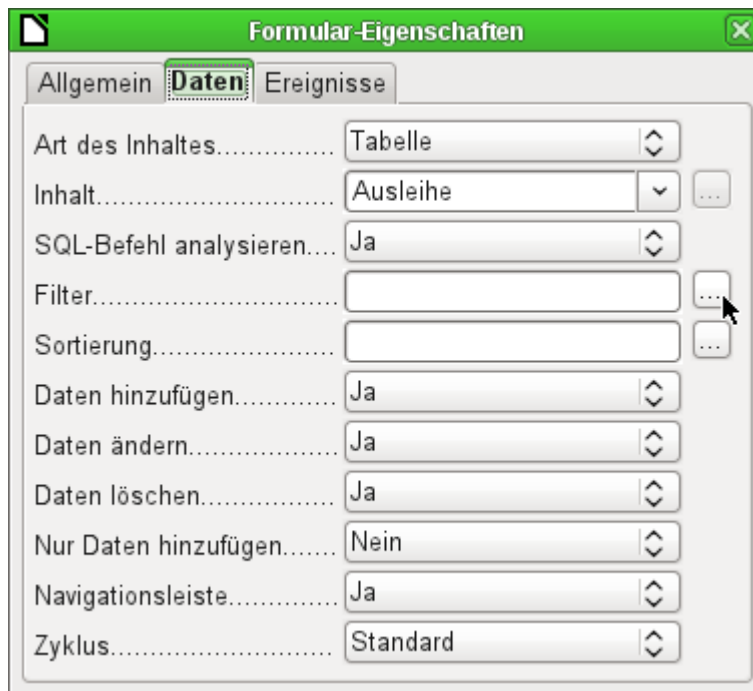 Formular-Eigenschaften
Allgemein Daten Ereignisse
Art des Inhaltes............... Tabelle
Inhalt............................ Ausleihe ...
SQL-Befehl analysieren.... Ja
Filter............................. ...
Sortierung...................... ...
Daten hinzufügen............. Ja
Daten ändern.................. Ja
Daten löschen................. Ja
Nur Daten hinzufügen....... Nein
Navigationsleiste.............. Ja
Zyklus........................... Standard